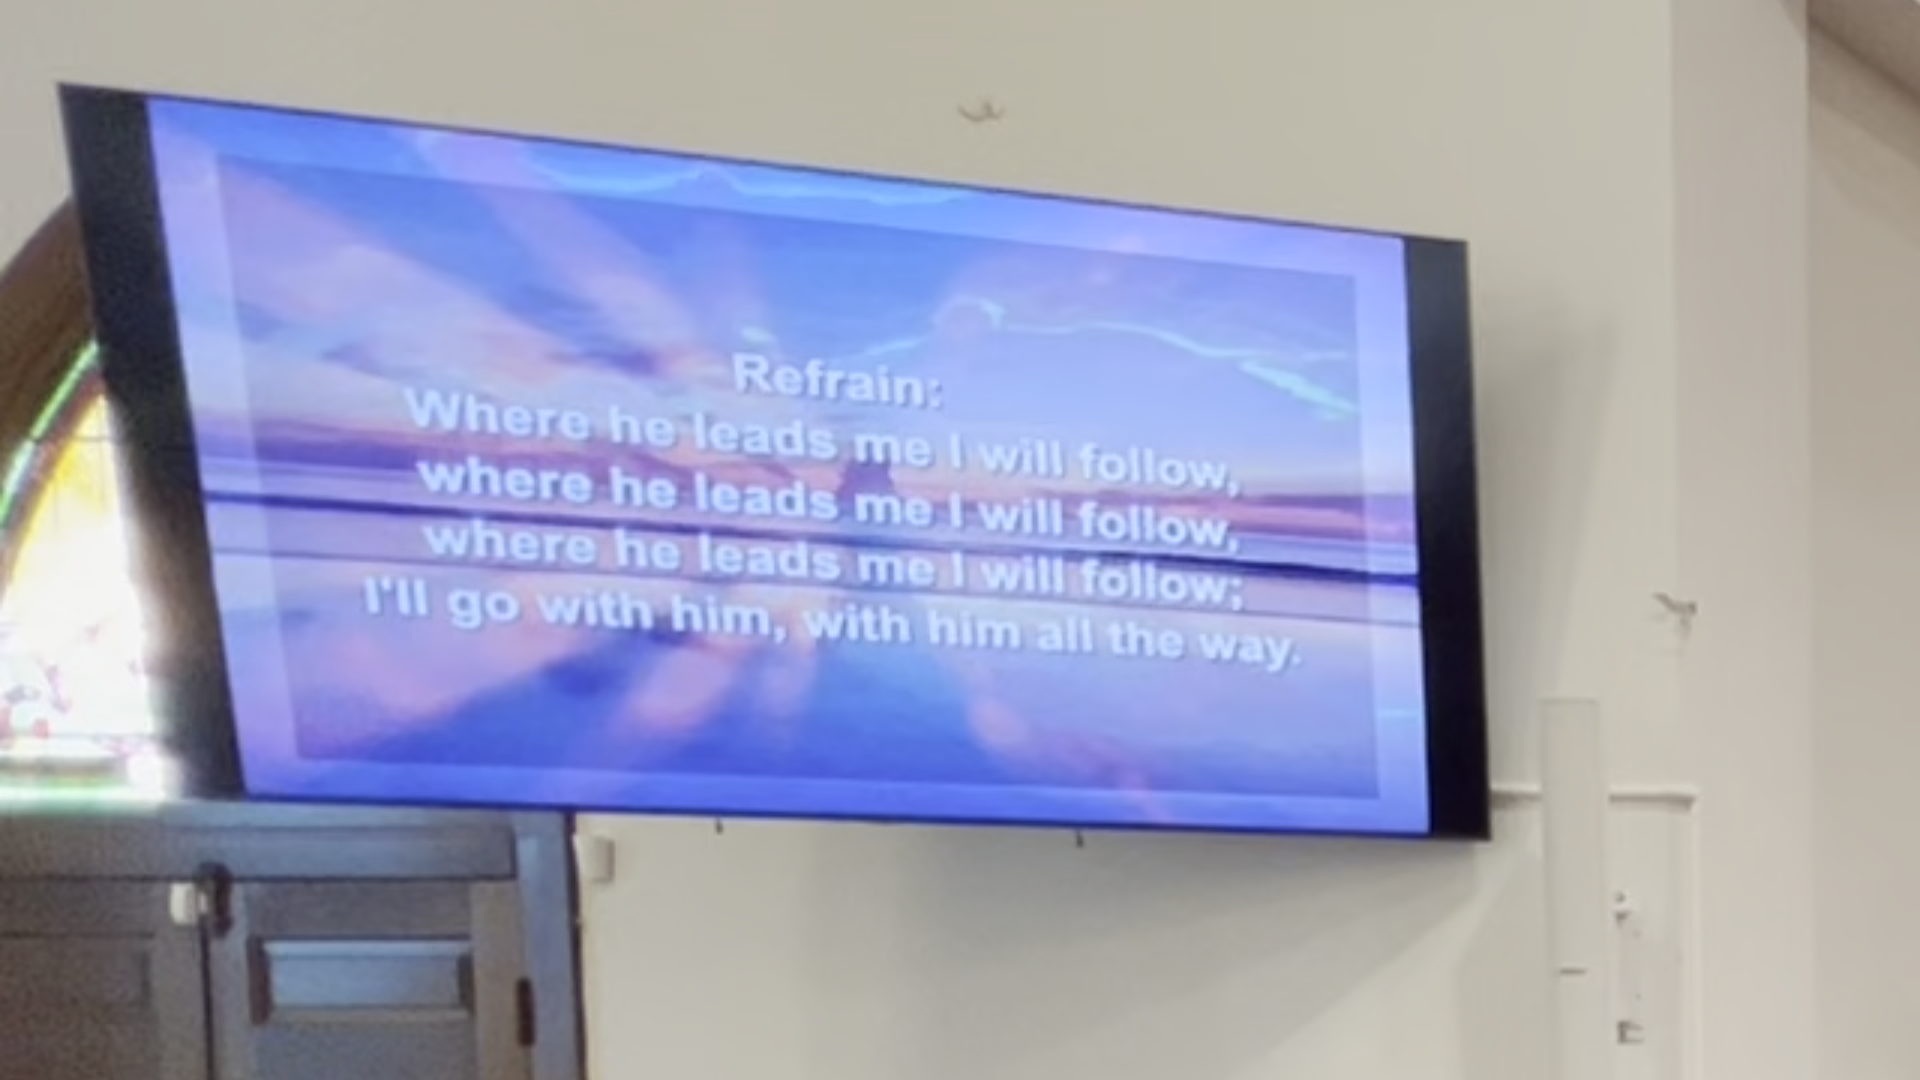 Refrain:
Where he leads me I will follow,
where he leads me I will follow,
where he leads me I will follow;
I'll go with him, with him all the way.